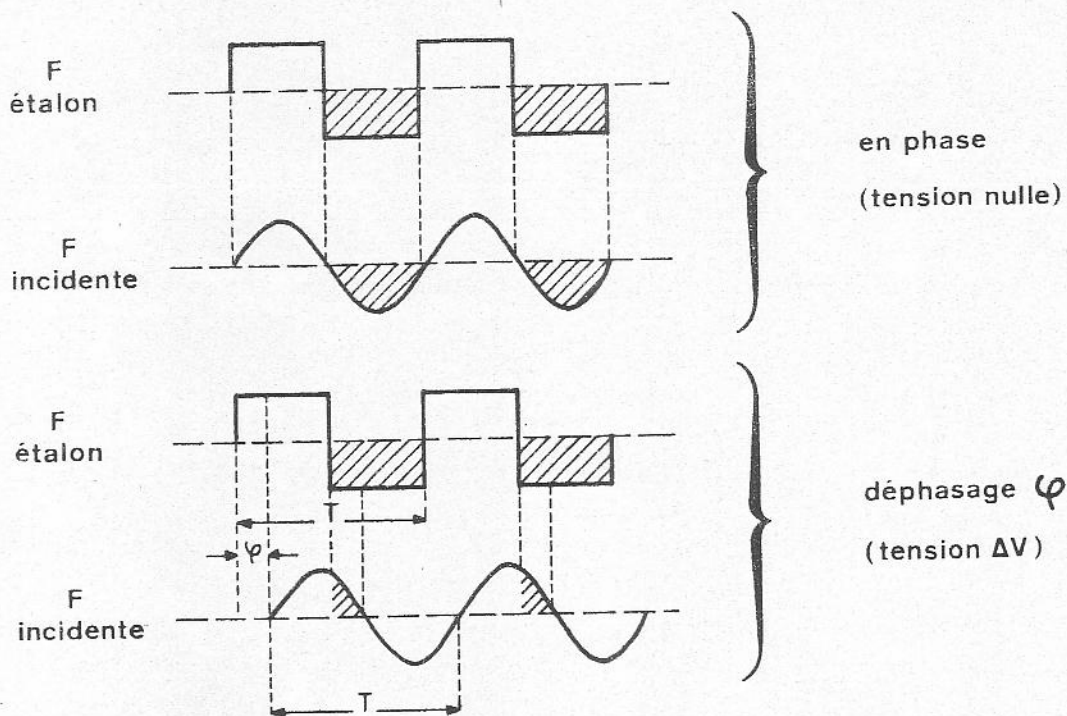 F
étalon
en phase
(tension nulle)
F
incidente
F
étalon
T
φ
déphasage φ
(tension ΔV)
F
incidente
T